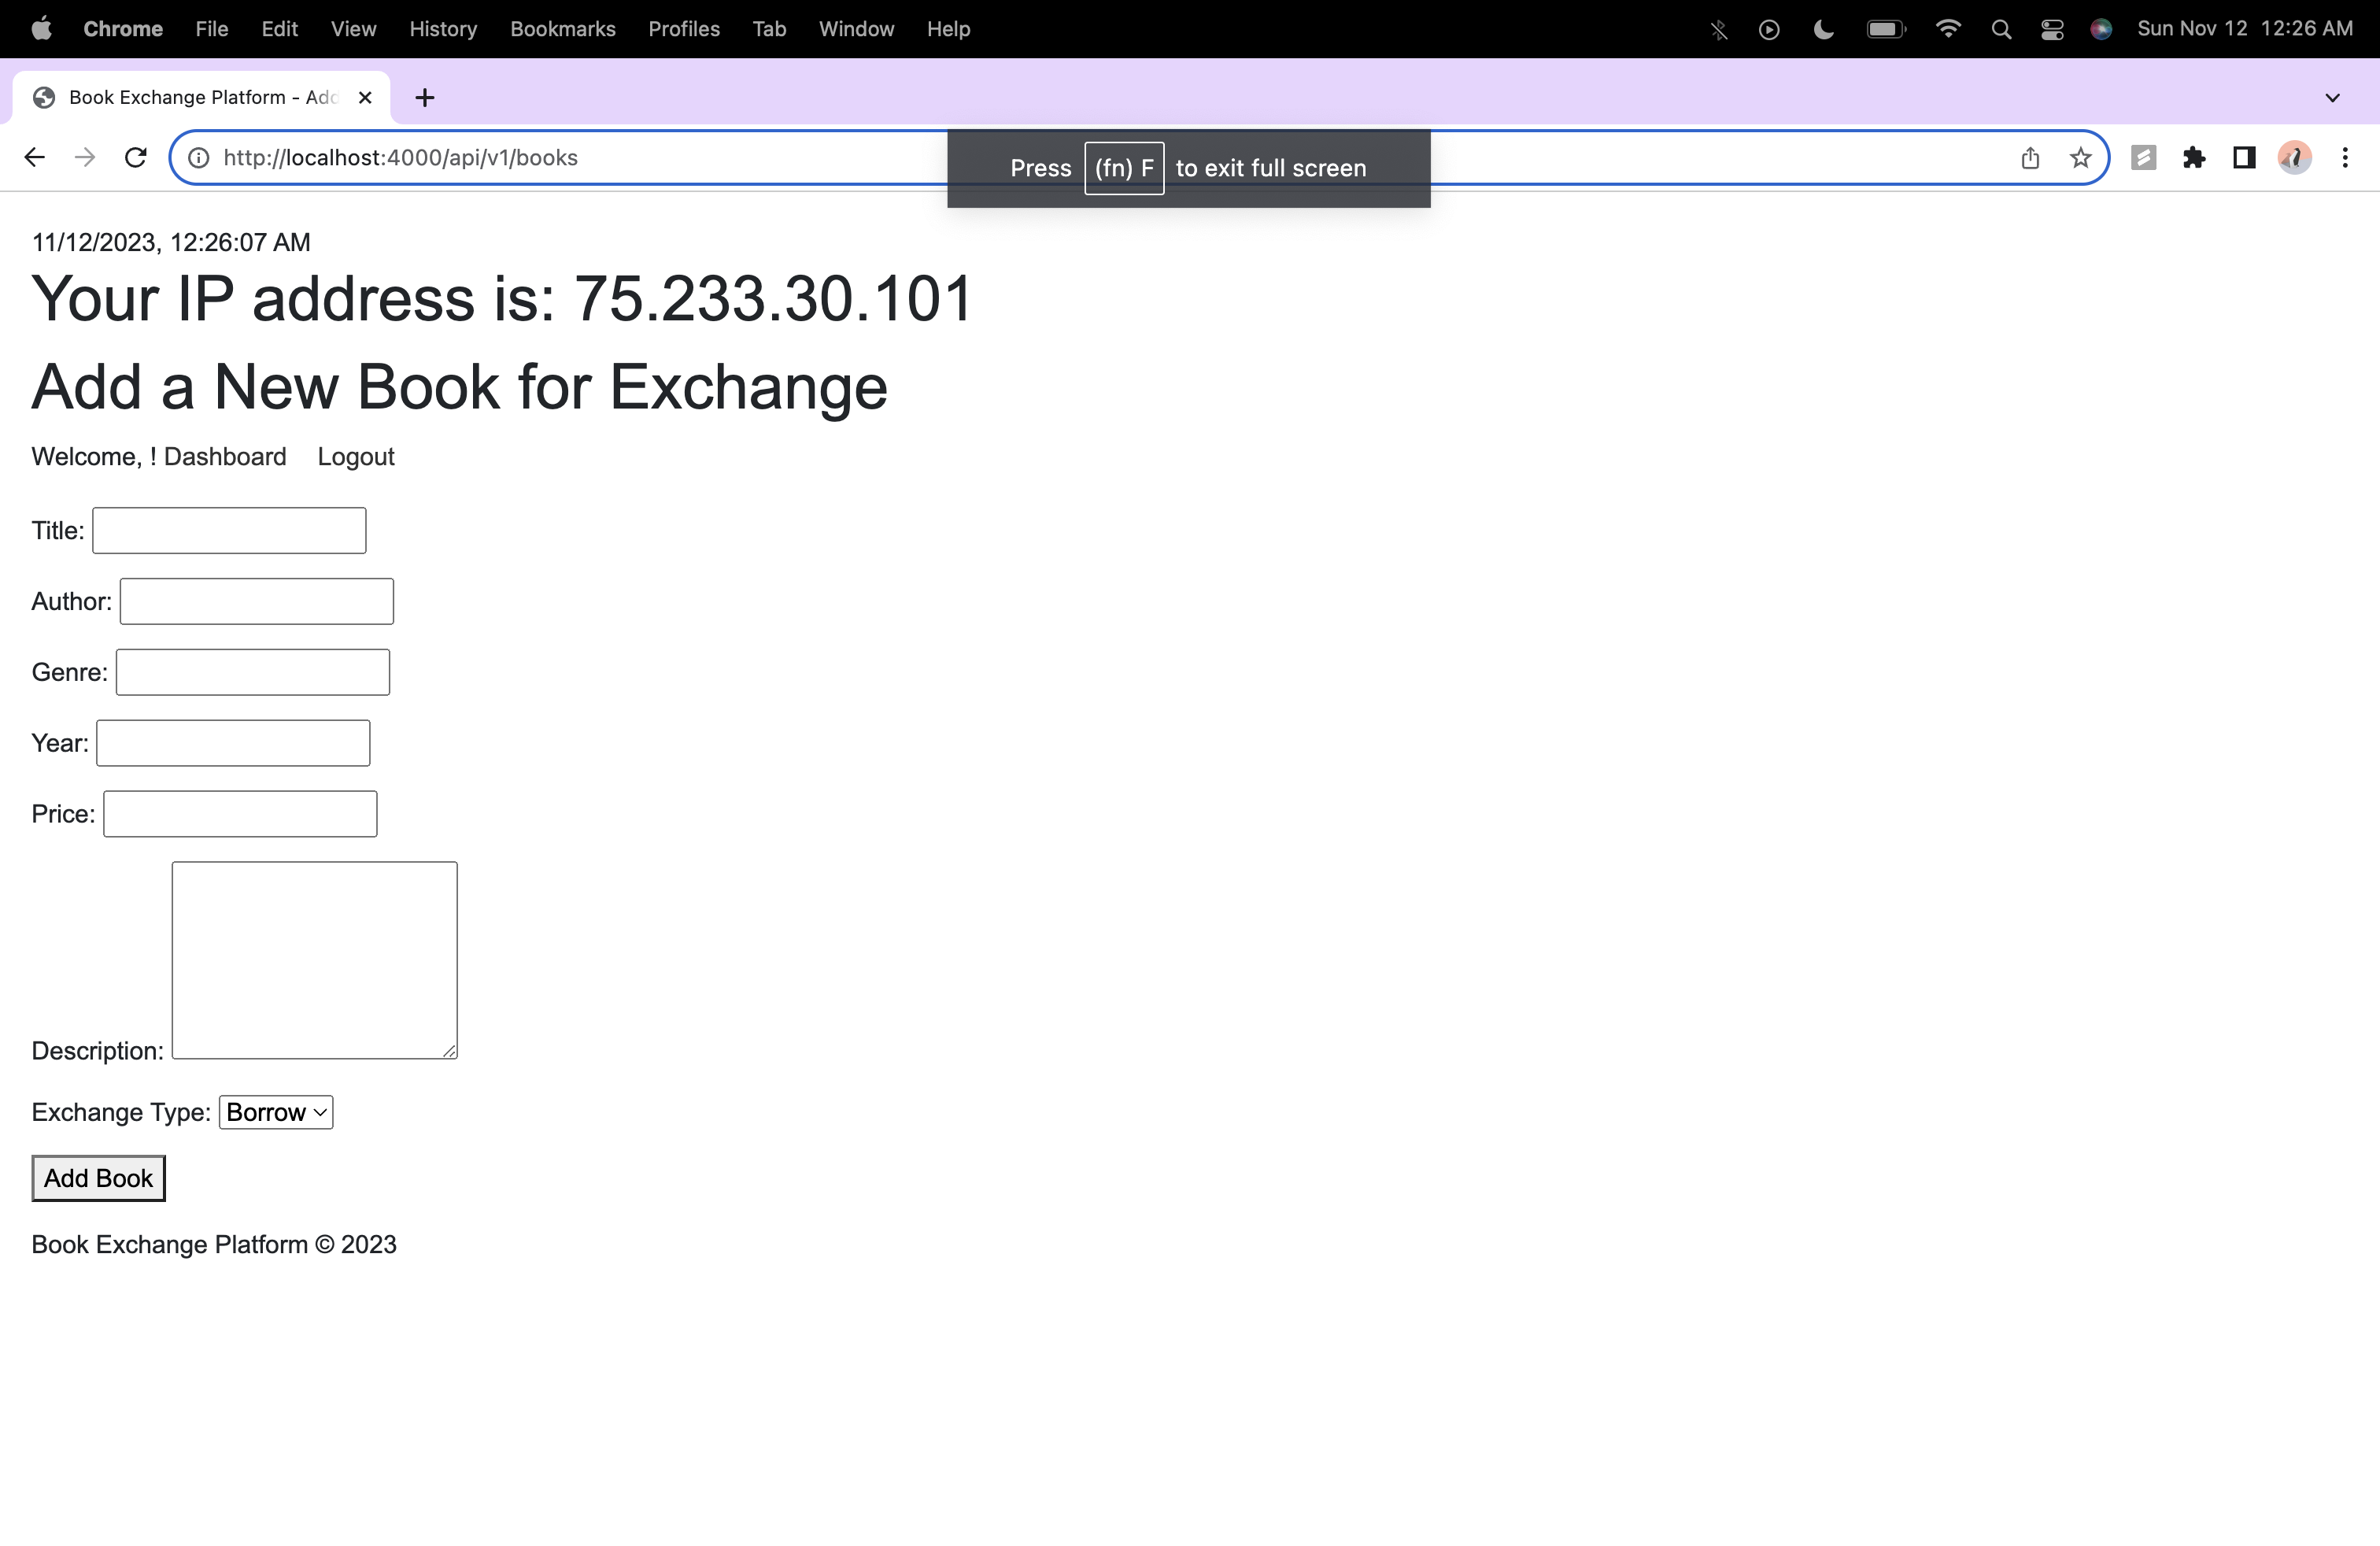 Chrome File Edit View History Bookmarks Profiles Tab Window Help Sun Nov 12 12:26 AM
Book Exchange Platform - Add
http://localhost:4000/api/v1/books
Press (fn) F to exit full screen
11/12/2023, 12:26:07 AM
Your IP address is: 75.233.30.101
Add a New Book for Exchange
Welcome, ! Dashboard Logout
Title:
Author:
Genre:
Year:
Price:
Description:
Exchange Type: Borrow
Add Book
Book Exchange Platform © 2023